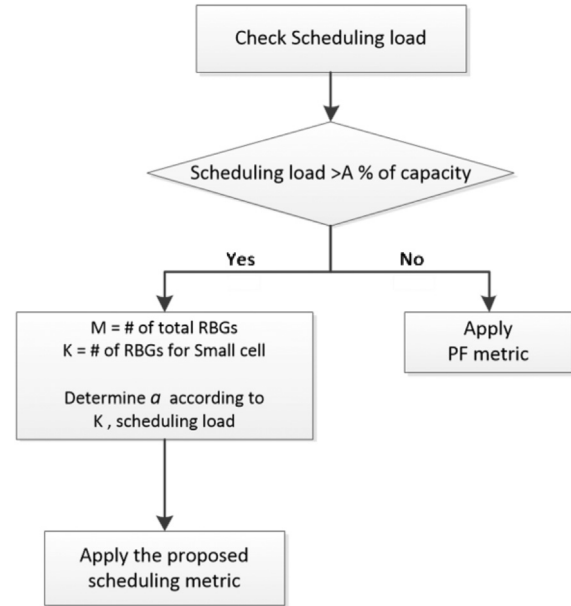 Check Scheduling load
Scheduling load >A % of capacity
Yes
No
M = # of total RBGs
K = # of RBGs for Small cell
Determine α according to
K , scheduling load
Apply
PF metric
Apply the proposed
scheduling metric